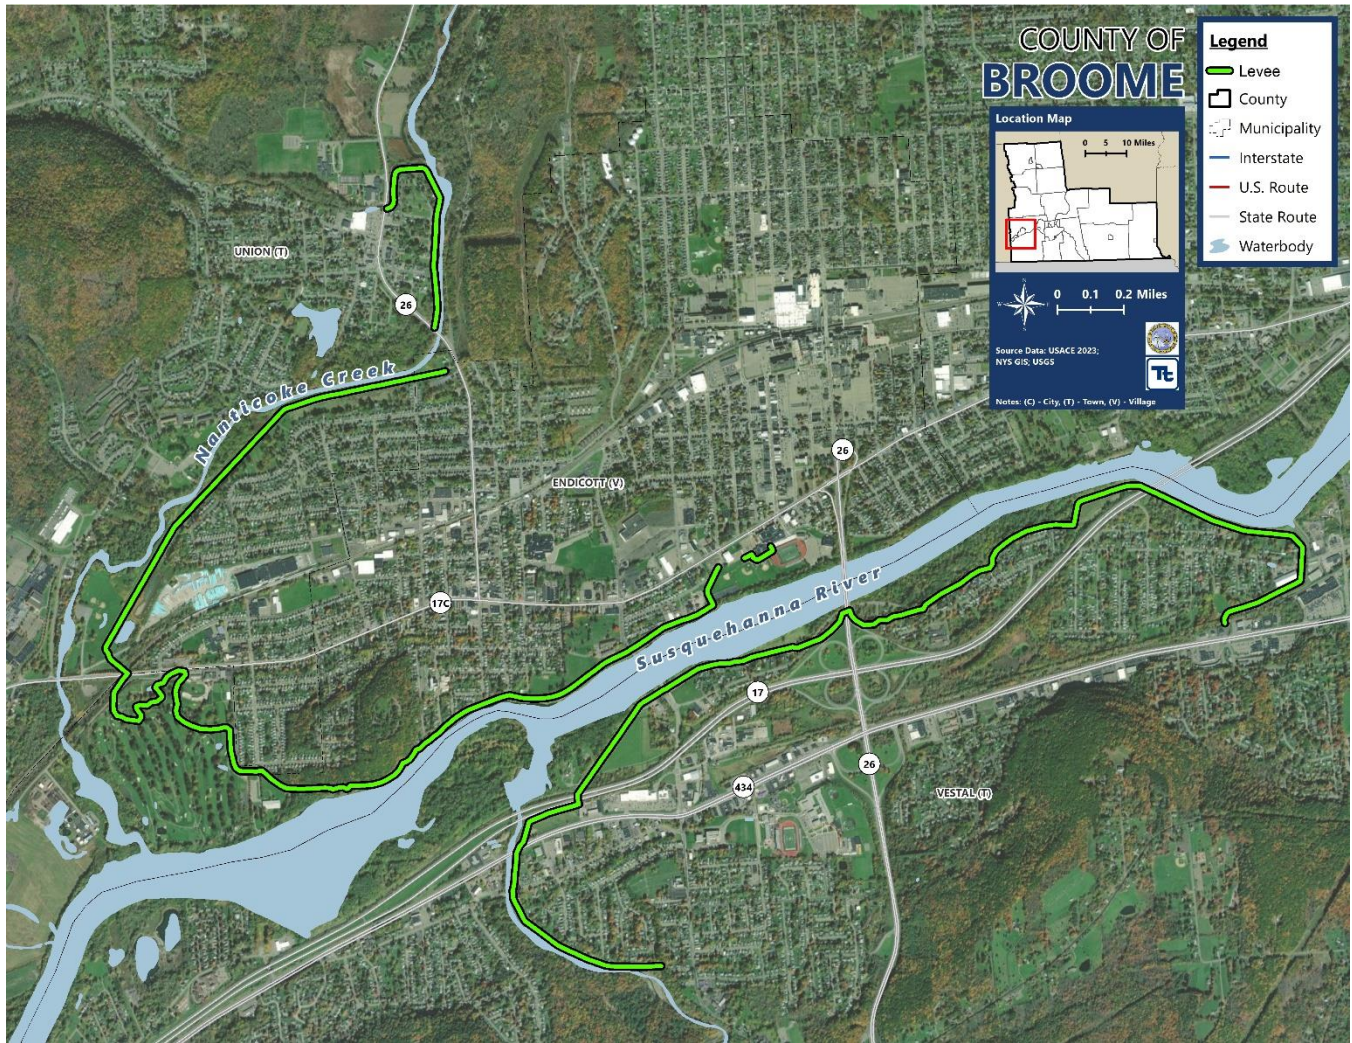 COUNTY OF
BROOME
Location Map
0 5 10 Miles
W E
0 0.1 0.2 Miles
Source Data: USACE 2023;
NYS GIS; USGS
Tt
Notes: (C) - City, (T) - Town, (V) - Village
Legend
Levee
County
Municipality
Interstate
U.S. Route
State Route
Waterbody
UNION (T)
26
Nanticoke Creek
26
ENDICOTT (V)
17C
Susquehanna River
17
26
434
VESTAL (T)